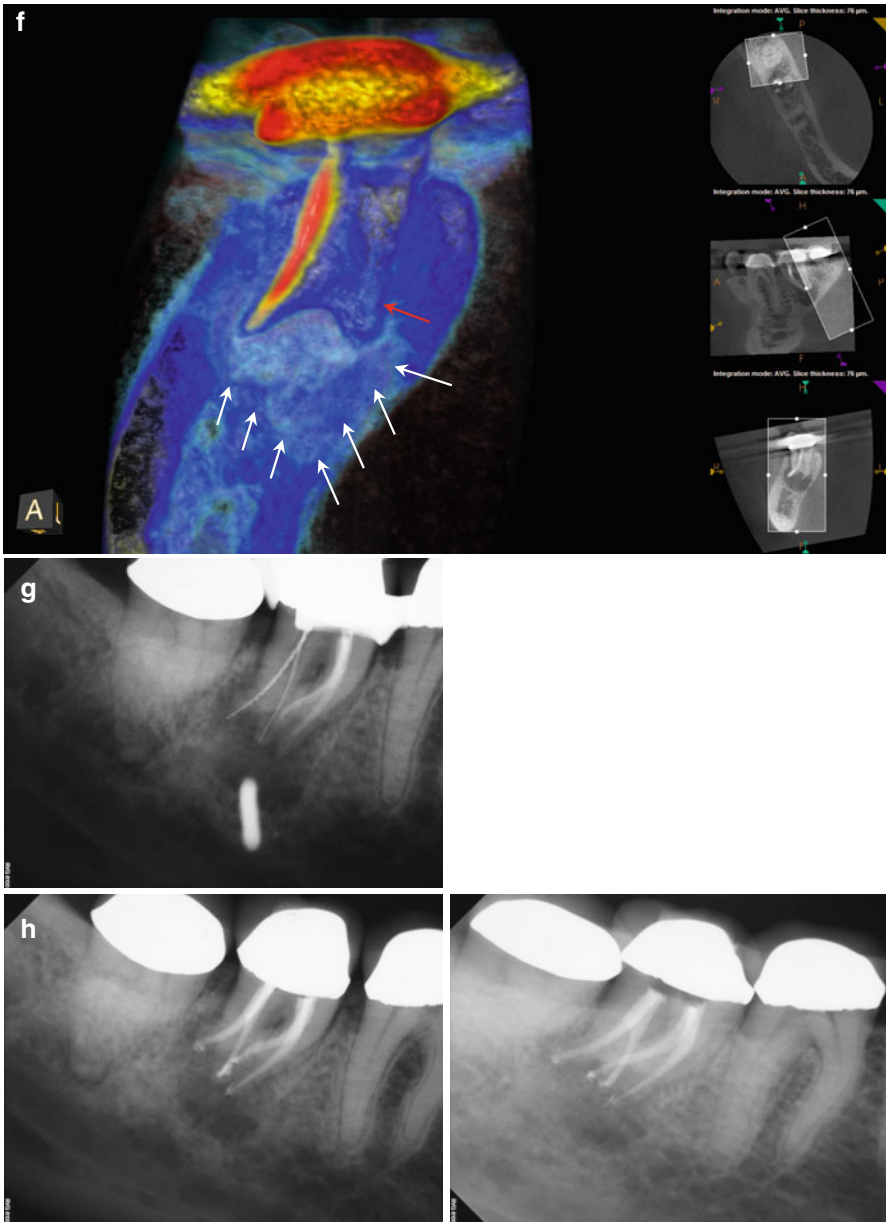 f
Integration mode: AVG. Slice thickness: 76 µm.
P
R
L
Integration mode: AVG. Slice thickness: 76 µm.
H
A
P
F
Integration mode: AVG. Slice thickness: 76 µm.
H
R
L
A
g
h